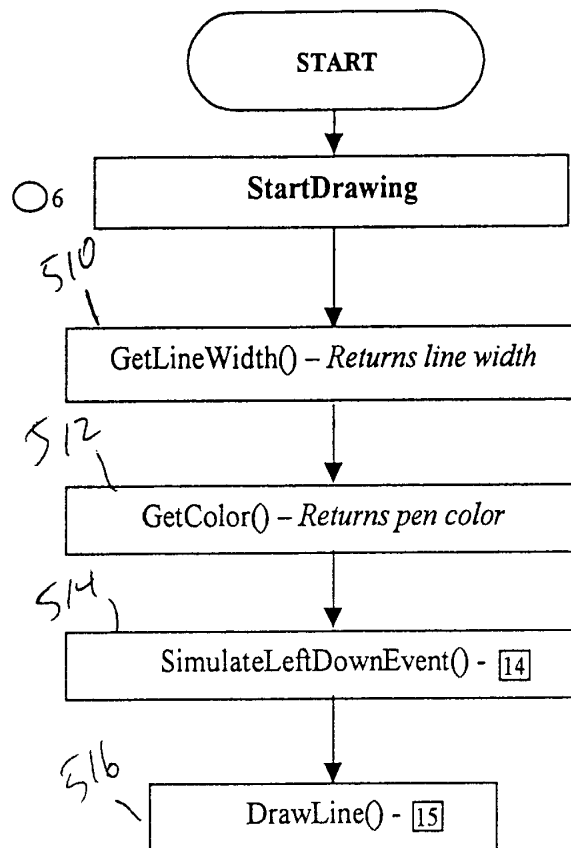 START
6
StartDrawing
510
GetLineWidth() – Returns line width
512
GetColor() – Returns pen color
514
SimulateLeftDownEvent() - 14
516
DrawLine() - 15